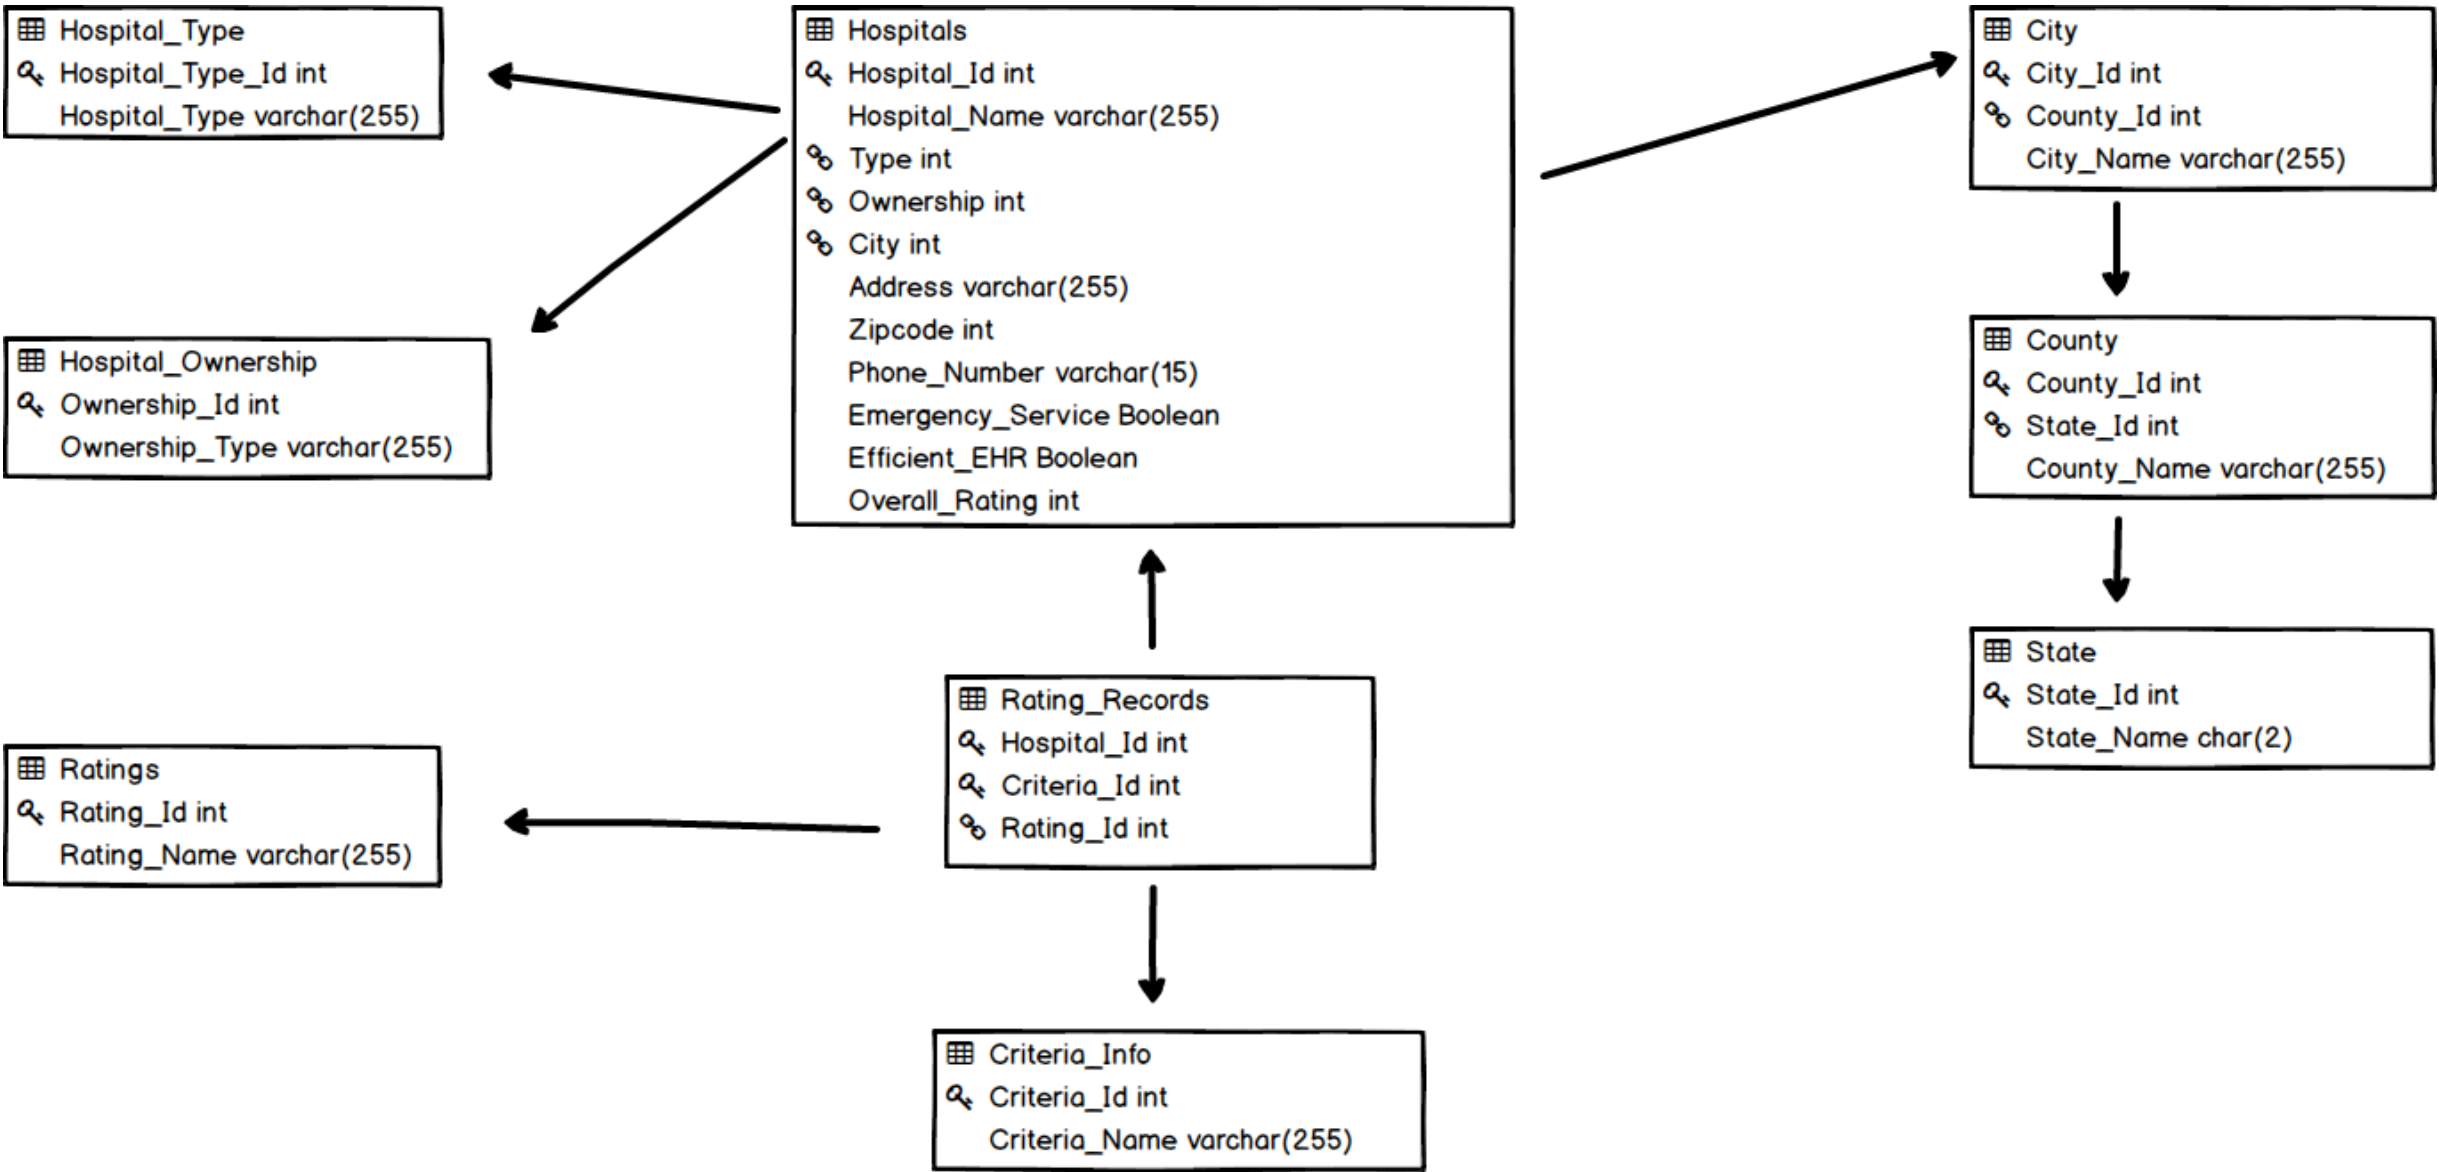 Hospital_Type
Hospital_Type_Id int
Hospital_Type varchar(255)
Hospital_Ownership
Ownership_Id int
Ownership_Type varchar(255)
Hospitals
Hospital_Id int
Hospital_Name varchar(255)
Type int
Ownership int
City int
Address varchar(255)
Zipcode int
Phone_Number varchar(15)
Emergency_Service Boolean
Efficient_EHR Boolean
Overall_Rating int
City
City_Id int
County_Id int
City_Name varchar(255)
County
County_Id int
State_Id int
County_Name varchar(255)
State
State_Id int
State_Name char(2)
Rating_Records
Hospital_Id int
Criteria_Id int
Rating_Id int
Ratings
Rating_Id int
Rating_Name varchar(255)
Criteria_Info
Criteria_Id int
Criteria_Name varchar(255)